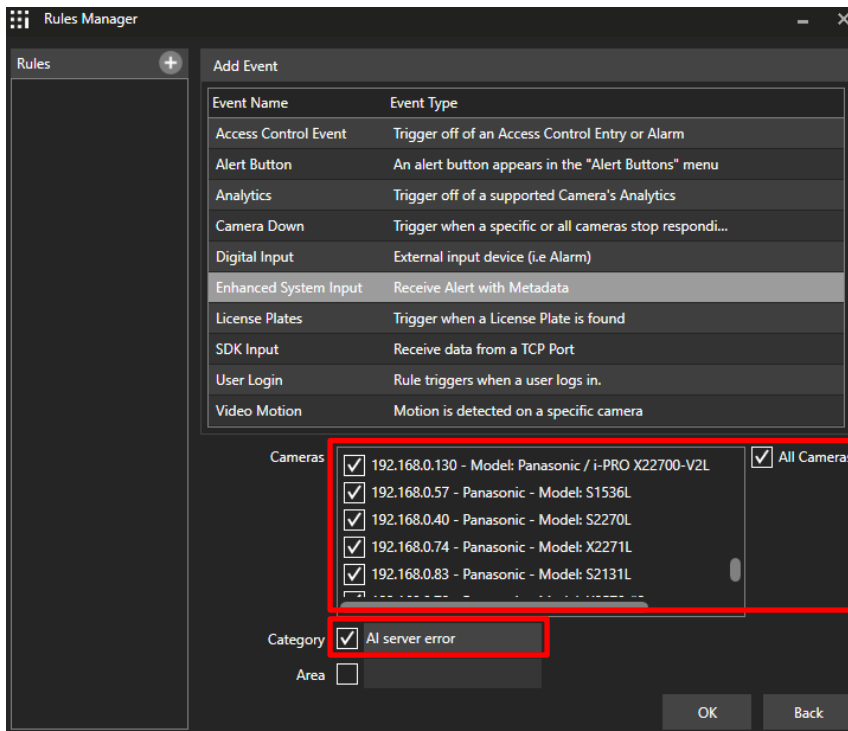 Rules Manager
Rules
Add Event
Event Name Event Type
Access Control Event Trigger off of an Access Control Entry or Alarm
Alert Button An alert button appears in the "Alert Buttons" menu
Analytics Trigger off of a supported Camera's Analytics
Camera Down Trigger when a specific or all cameras stop respondi...
Digital Input External input device (i.e Alarm)
Enhanced System Input Receive Alert with Metadata
License Plates Trigger when a License Plate is found
SDK Input Receive data from a TCP Port
User Login Rule triggers when a user logs in.
Video Motion Motion is detected on a specific camera
Cameras 192.168.0.130 - Model: Panasonic / i-PRO X22700-V2L All Cameras
192.168.0.57 - Panasonic - Model: S1536L
192.168.0.40 - Panasonic - Model: S2270L
192.168.0.74 - Panasonic - Model: X2271L
192.168.0.83 - Panasonic - Model: S2131L
Category AI server error
Area
OK Back